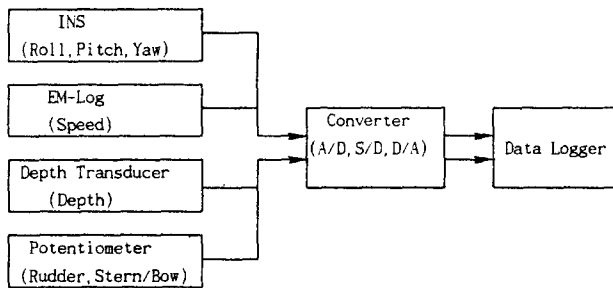 INS
(Roll, Pitch, Yaw)
EM-Log
(Speed)
Depth Transducer
(Depth)
Potentiometer
(Rudder, Stern/Bow)
Converter
(A/D, S/D, D/A)
Data Logger